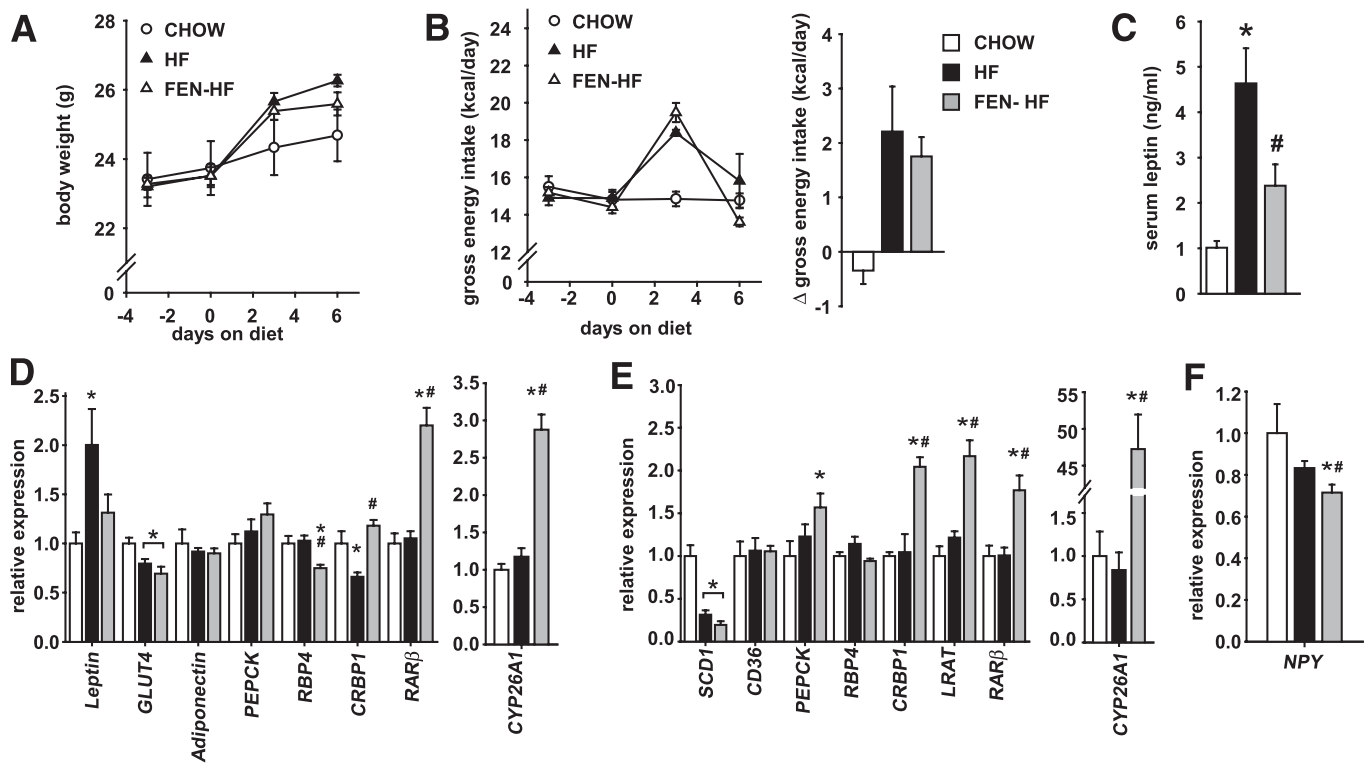 A
body weight (g)
28
26
24
22
0
CHOW
HF
FEN-HF
-4 -2 0 2 4 6
days on diet
B
gross energy intake (kcal/day)
24
22
20
18
16
14
12
0
CHOW
HF
FEN-HF
-4 -2 0 2 4 6
days on diet
Δ gross energy intake (kcal/day)
4
3
2
1
0
-1
CHOW
HF
FEN- HF
C
serum leptin (ng/ml)
6
5
4
3
2
1
0
*
#
D
relative expression
2.5
2.0
1.5
1.0
0.5
0.0
*
*
*
#
*
#
*#
Leptin
GLUT4
Adiponectin
PEPCK
RBP4
CRBP1
RARβ
3.5
3.0
2.5
2.0
1.5
1.0
0.5
0.0
*#
CYP26A1
E
relative expression
3.0
2.5
2.0
1.5
1.0
0.5
0.0
*
*
*#
*#
*#
SCD1
CD36
PEPCK
RBP4
CRBP1
LRAT
RARβ
55
50
45
1.5
1.0
0.5
0.0
*#
CYP26A1
F
relative expression
1.2
1.0
0.8
0.6
0.4
0.2
0.0
*#
NPY